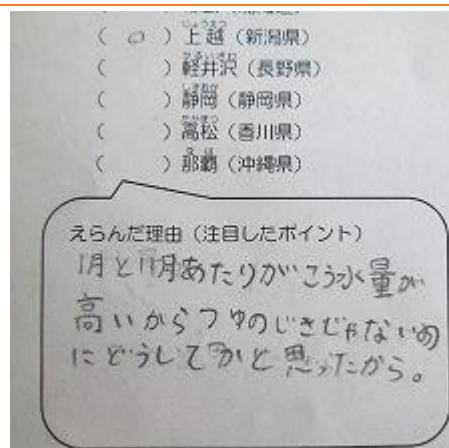 ( ○ ) 上越 (新潟県)
( ) 軽井沢 (長野県)
( ) 静岡 (静岡県)
( ) 高松 (香川県)
( ) 那覇 (沖縄県)
えらんだ理由 (注目したポイント)
1月と11月あたりがこう水量が
高いからつゆのじきじゃないの
にどうしてかと思ったから。